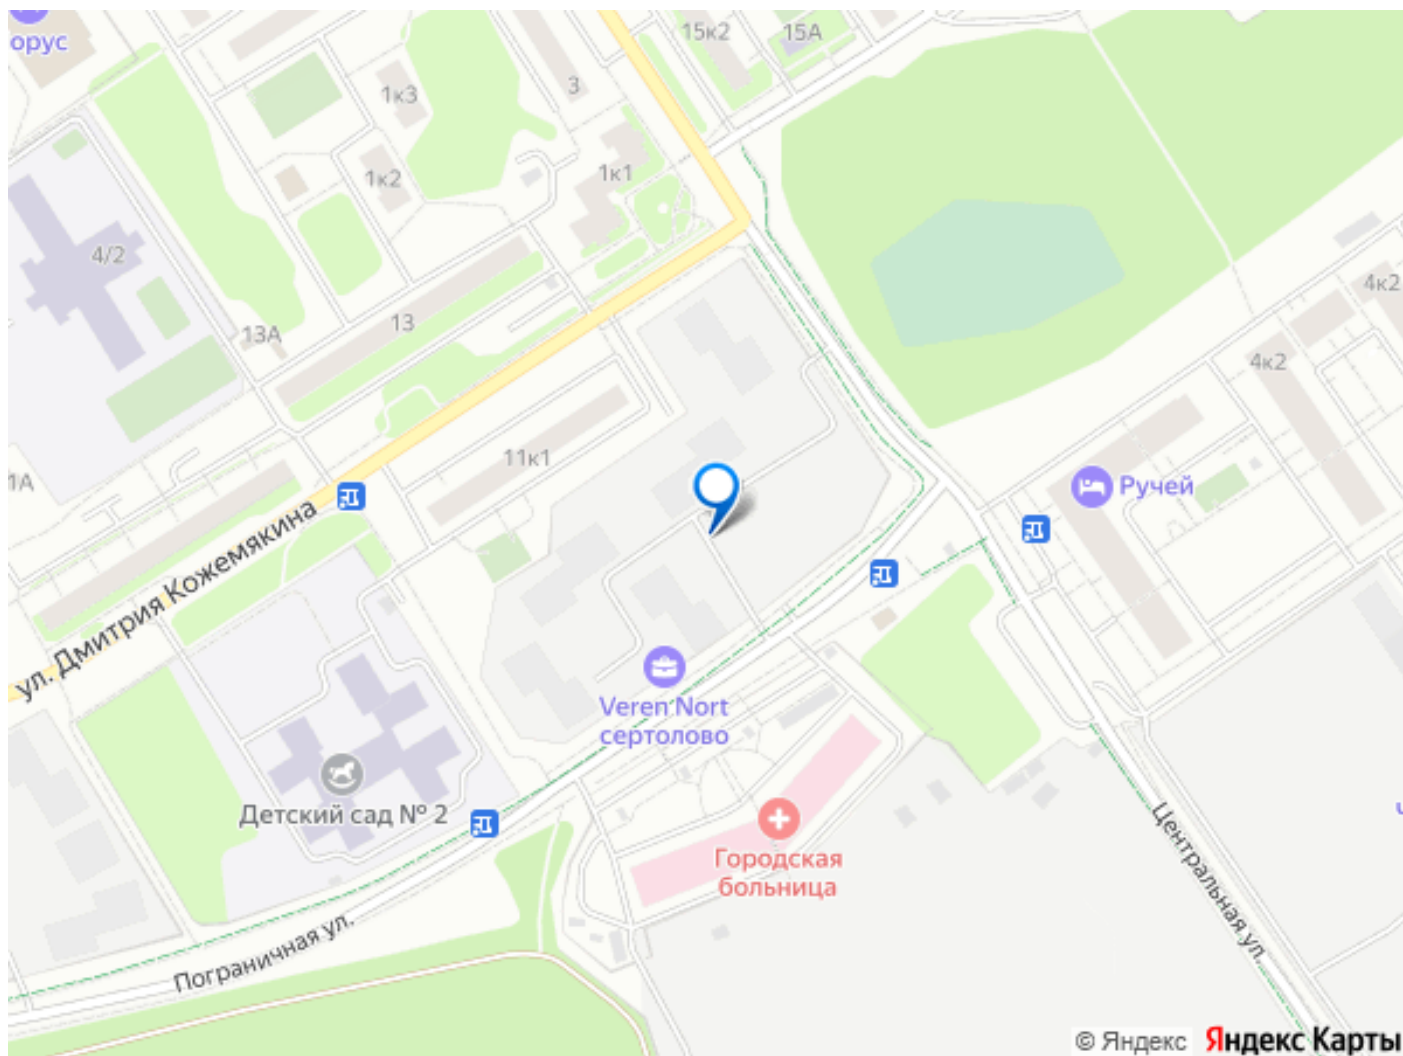 орус
15к2
15А
3
1к3
1к2
1к1
4/2
4к2
13А
13
4к2
11к1
1А
Ручей
ул. Дмитрия Кожемякина
Veren Nort
сертолово
Детский сад № 2
Городская
больница
Центральная ул.
Пограничная ул.
© Яндекс Яндекс Карты